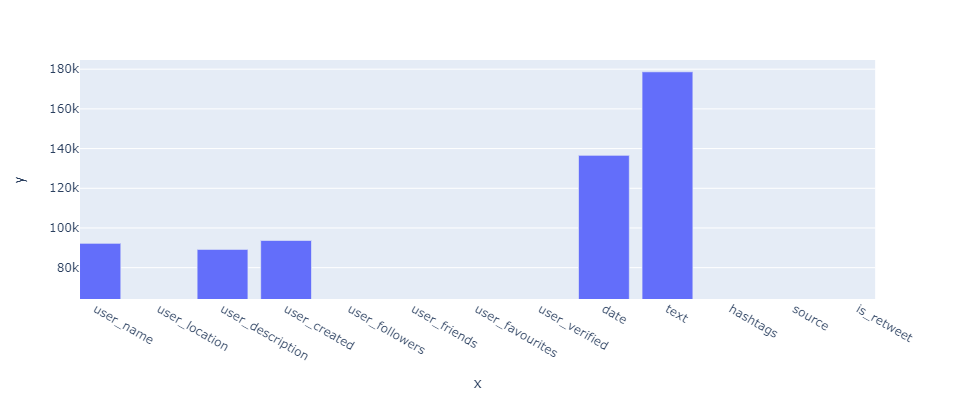 180k
160k
140k
120k
100k
80k
y
user_name
user_location
user_description
user_created
user_followers
user_friends
user_favourites
user_verified
date
text
hashtags
source
is_retweet
x